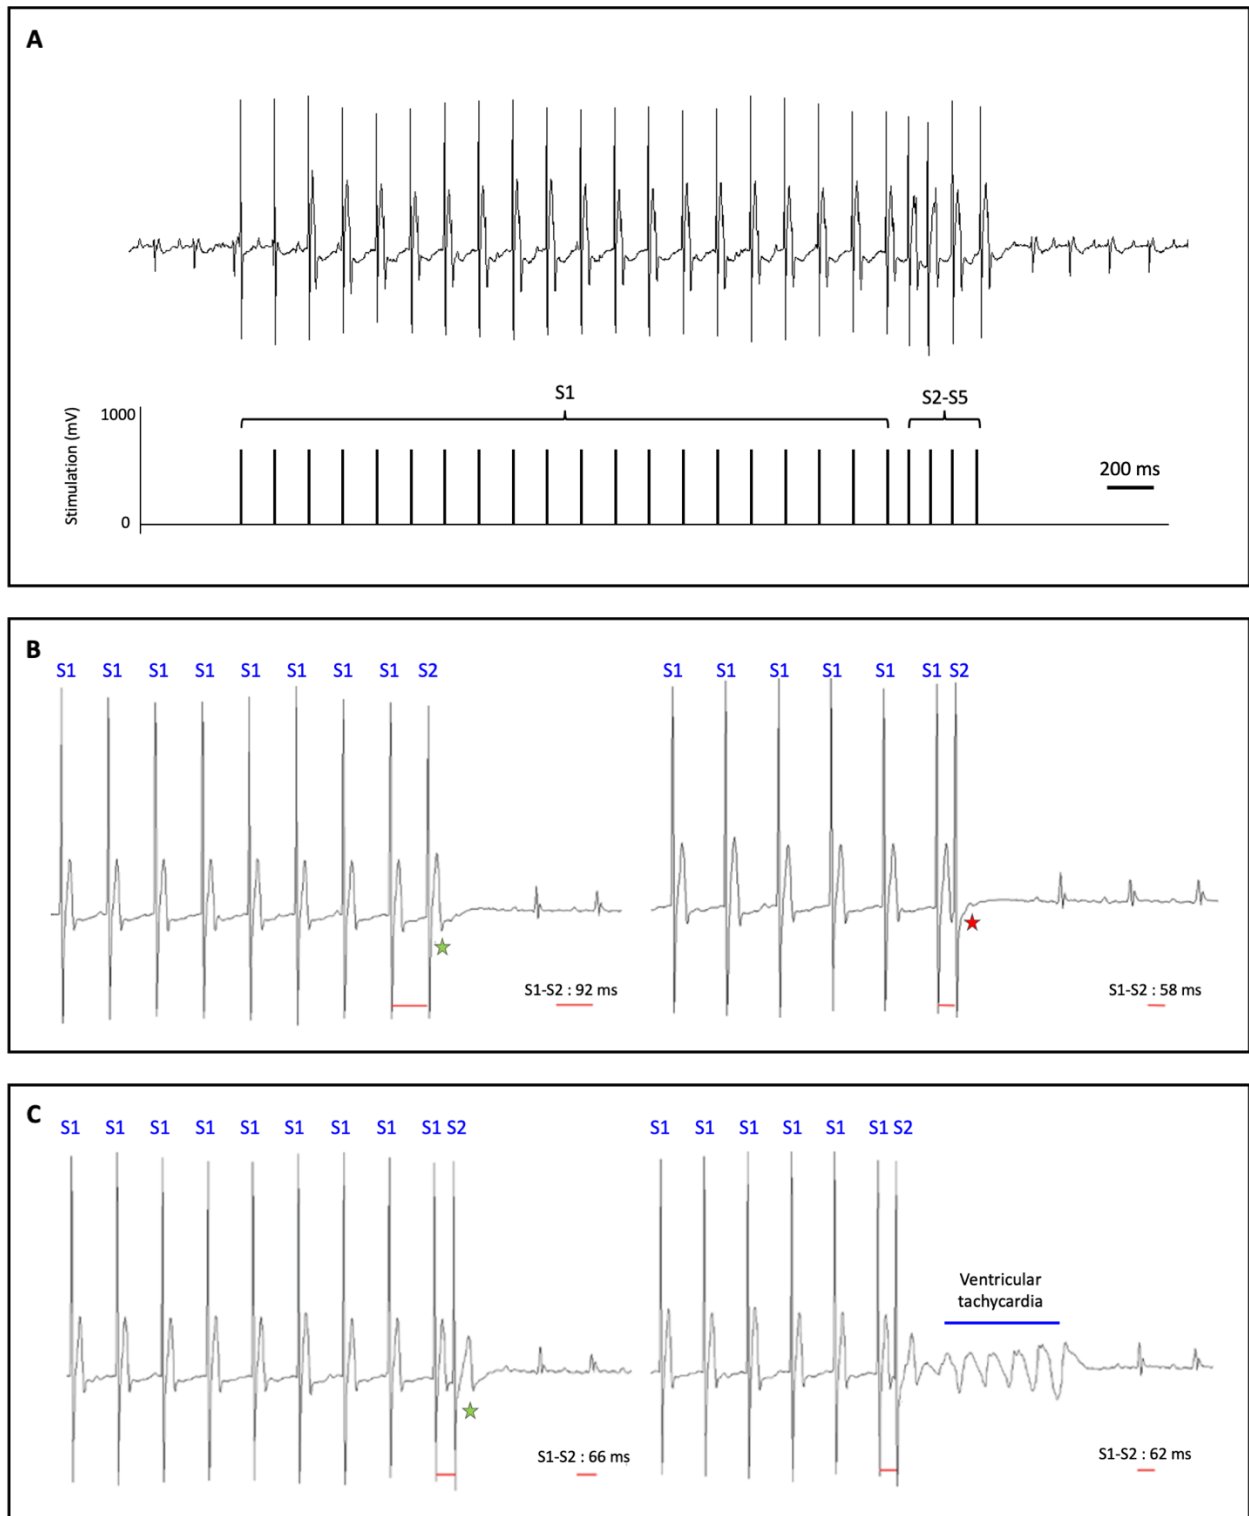 A
S1
S2-S5
1000
Stimulation (mV)
200 ms
0
B
S1 S1 S1 S1 S1 S1 S1 S1 S2
S1 S1 S1 S1 S1 S1 S2
S1-S2 : 92 ms
S1-S2 : 58 ms
C
S1 S1 S1 S1 S1 S1 S1 S1 S1 S2
S1 S1 S1 S1 S1 S1 S2
Ventricular
tachycardia
S1-S2 : 66 ms
S1-S2 : 62 ms